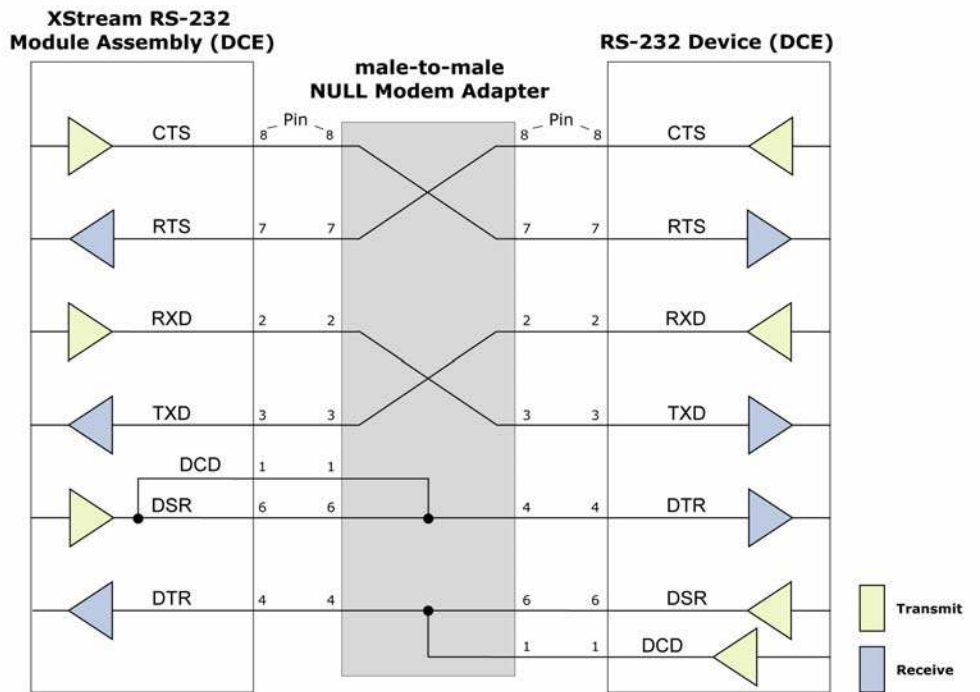 XStream RS-232
Module Assembly (DCE)
RS-232 Device (DCE)
male-to-male
NULL Modem Adapter
CTS 8 Pin 8 8 Pin 8 CTS
RTS 7 7 7 7 RTS
RXD 2 2 2 2 RXD
TXD 3 3 3 3 TXD
DCD 1 1
DSR 6 6 4 4 DTR
DTR 4 4 6 6 DSR
1 1 DCD
Transmit
Receive